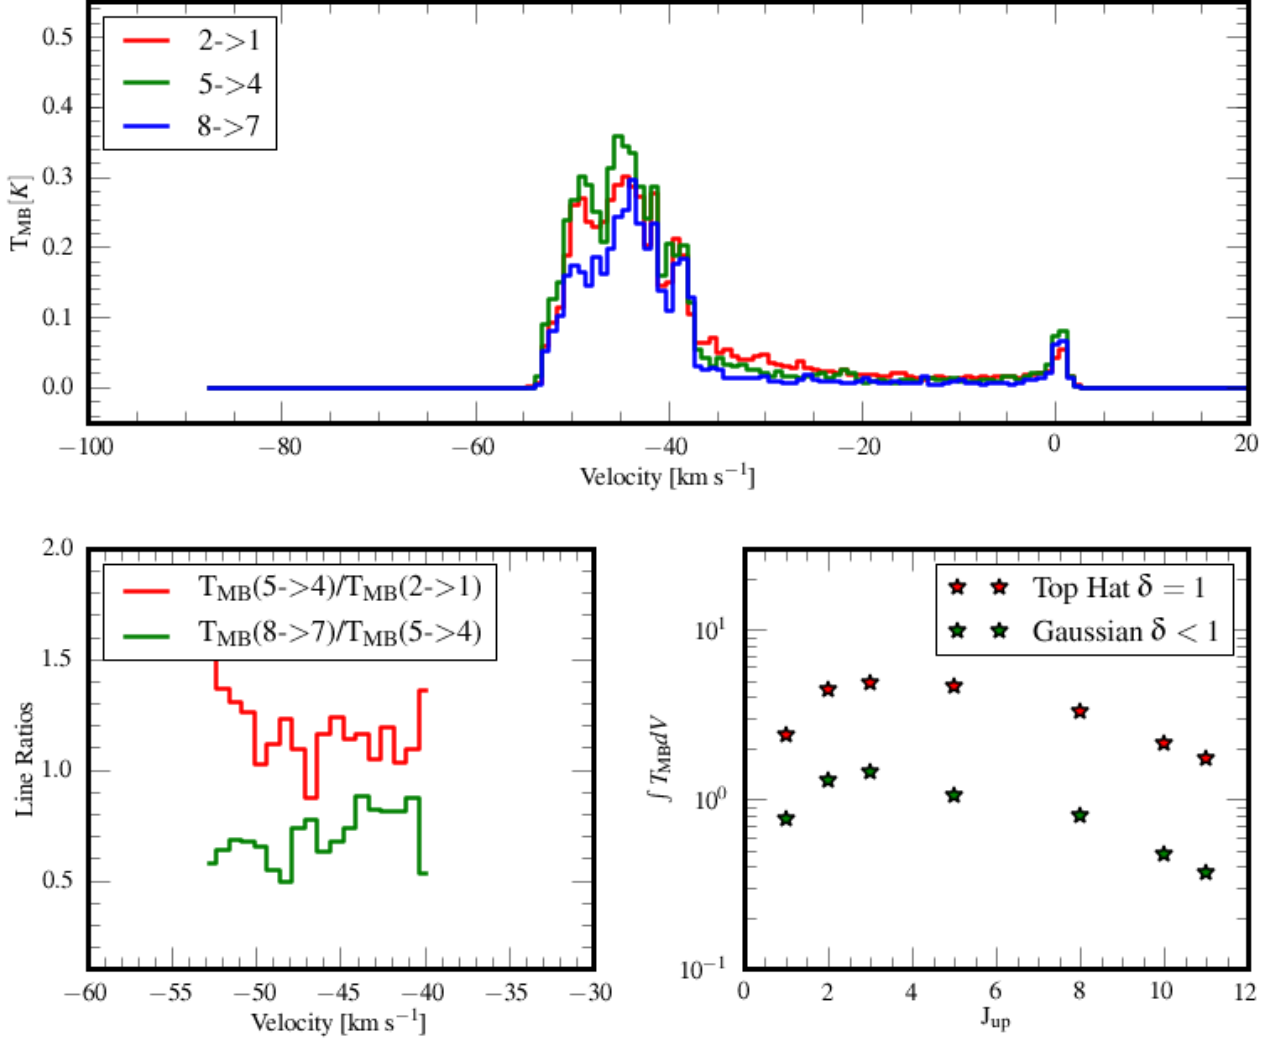 2->1
5->4
8->7
0.5
0.4
0.3
0.2
0.1
0.0
T_MB[K]
−100 −80 −60 −40 −20 0 20
Velocity [km s⁻¹]
T_MB(5->4)/T_MB(2->1)
T_MB(8->7)/T_MB(5->4)
2.0
1.5
1.0
0.5
Line Ratios
−60 −55 −50 −45 −40 −35 −30
Velocity [km s⁻¹]
Top Hat δ = 1
Gaussian δ < 1
10¹
10⁰
10⁻¹
∫ T_MB dV
0 2 4 6 8 10 12
J_up